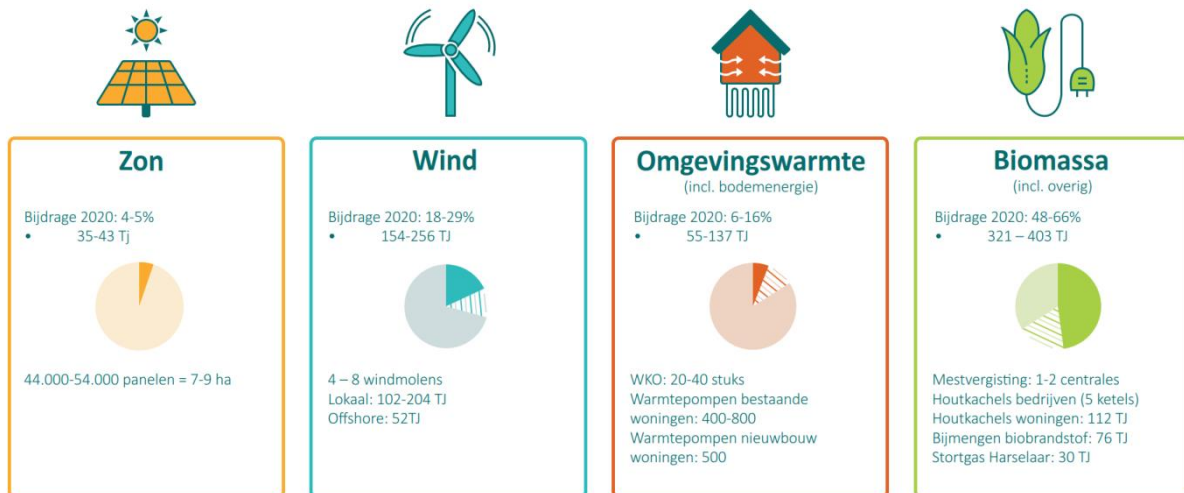 Zon
Bijdrage 2020: 4-5%
• 35-43 Tj
44.000-54.000 panelen = 7-9 ha
Wind
Bijdrage 2020: 18-29%
• 154-256 TJ
4 – 8 windmolens
Lokaal: 102-204 TJ
Offshore: 52TJ
Omgevingswarmte
(incl. bodemenergie)
Bijdrage 2020: 6-16%
• 55-137 TJ
WKO: 20-40 stuks
Warmtepompen bestaande
woningen: 400-800
Warmtepompen nieuwbouw
woningen: 500
Biomassa
(incl. overig)
Bijdrage 2020: 48-66%
• 321 – 403 TJ
Mestvergisting: 1-2 centrales
Houtkachels bedrijven (5 ketels)
Houtkachels woningen: 112 TJ
Bijmengen biobrandstof: 76 TJ
Stortgas Harselaar: 30 TJ